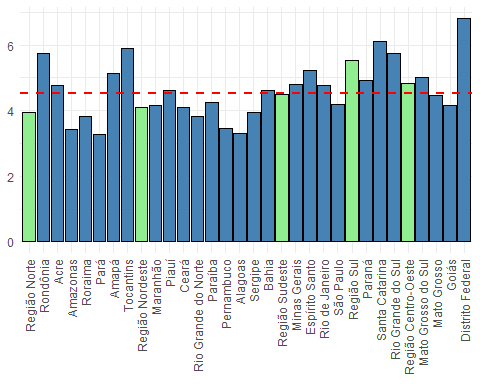 6
4
2
0
Região Norte
Rondônia
Acre
Amazonas
Roraima
Pará
Amapá
Tocantins
Região Nordeste
Maranhão
Piauí
Ceará
Rio Grande do Norte
Paraíba
Pernambuco
Alagoas
Sergipe
Bahia
Região Sudeste
Minas Gerais
Espírito Santo
Rio de Janeiro
São Paulo
Região Sul
Paraná
Santa Catarina
Rio Grande do Sul
Região Centro-Oeste
Mato Grosso do Sul
Mato Grosso
Goiás
Distrito Federal